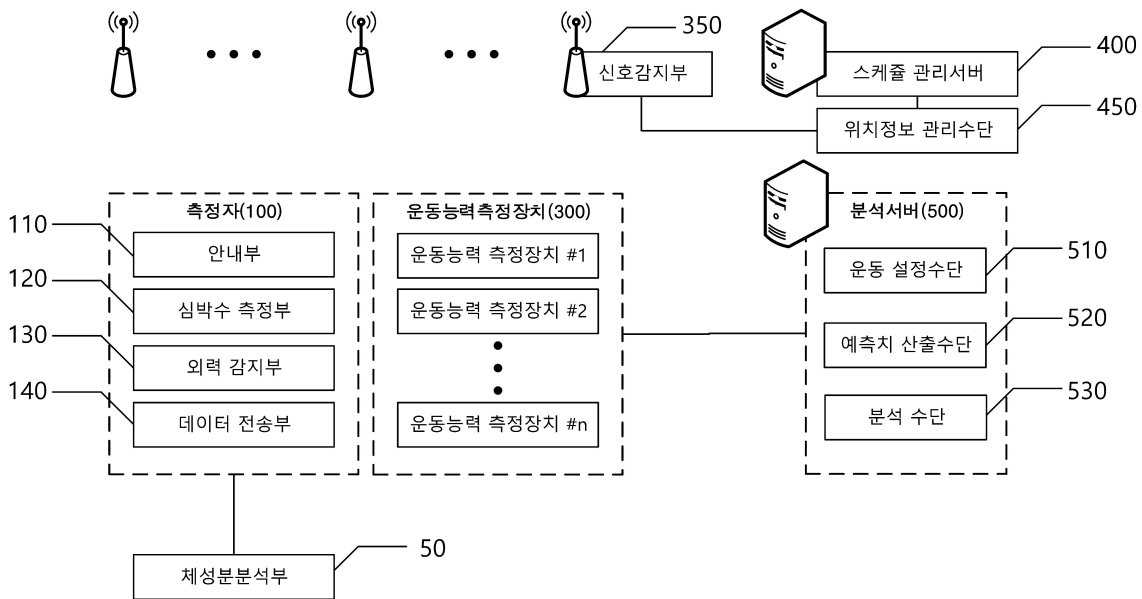 350
신호감지부
스케쥴 관리서버
400
위치정보 관리수단
450
측정자(100)
110
안내부
120
심박수 측정부
130
외력 감지부
140
데이터 전송부
운동능력측정장치(300)
운동능력 측정장치 #1
운동능력 측정장치 #2
운동능력 측정장치 #n
분석서버(500)
운동 설정수단
510
예측치 산출수단
520
분석 수단
530
체성분분석부
50